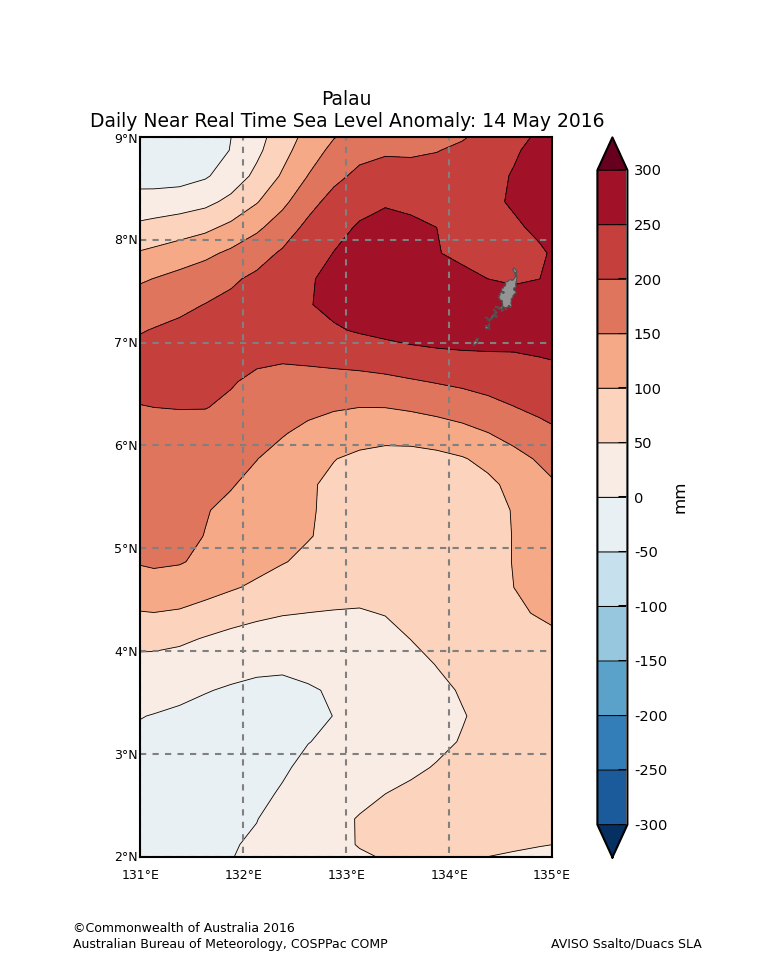 Palau
Daily Near Real Time Sea Level Anomaly: 14 May 2016
9°N
8°N
7°N
6°N
5°N
4°N
3°N
2°N
131°E 132°E 133°E 134°E 135°E
300
250
200
150
100
50
0
-50
-100
-150
-200
-250
-300
mm
©Commonwealth of Australia 2016
Australian Bureau of Meteorology, COSPPac COMP
AVISO Ssalto/Duacs SLA